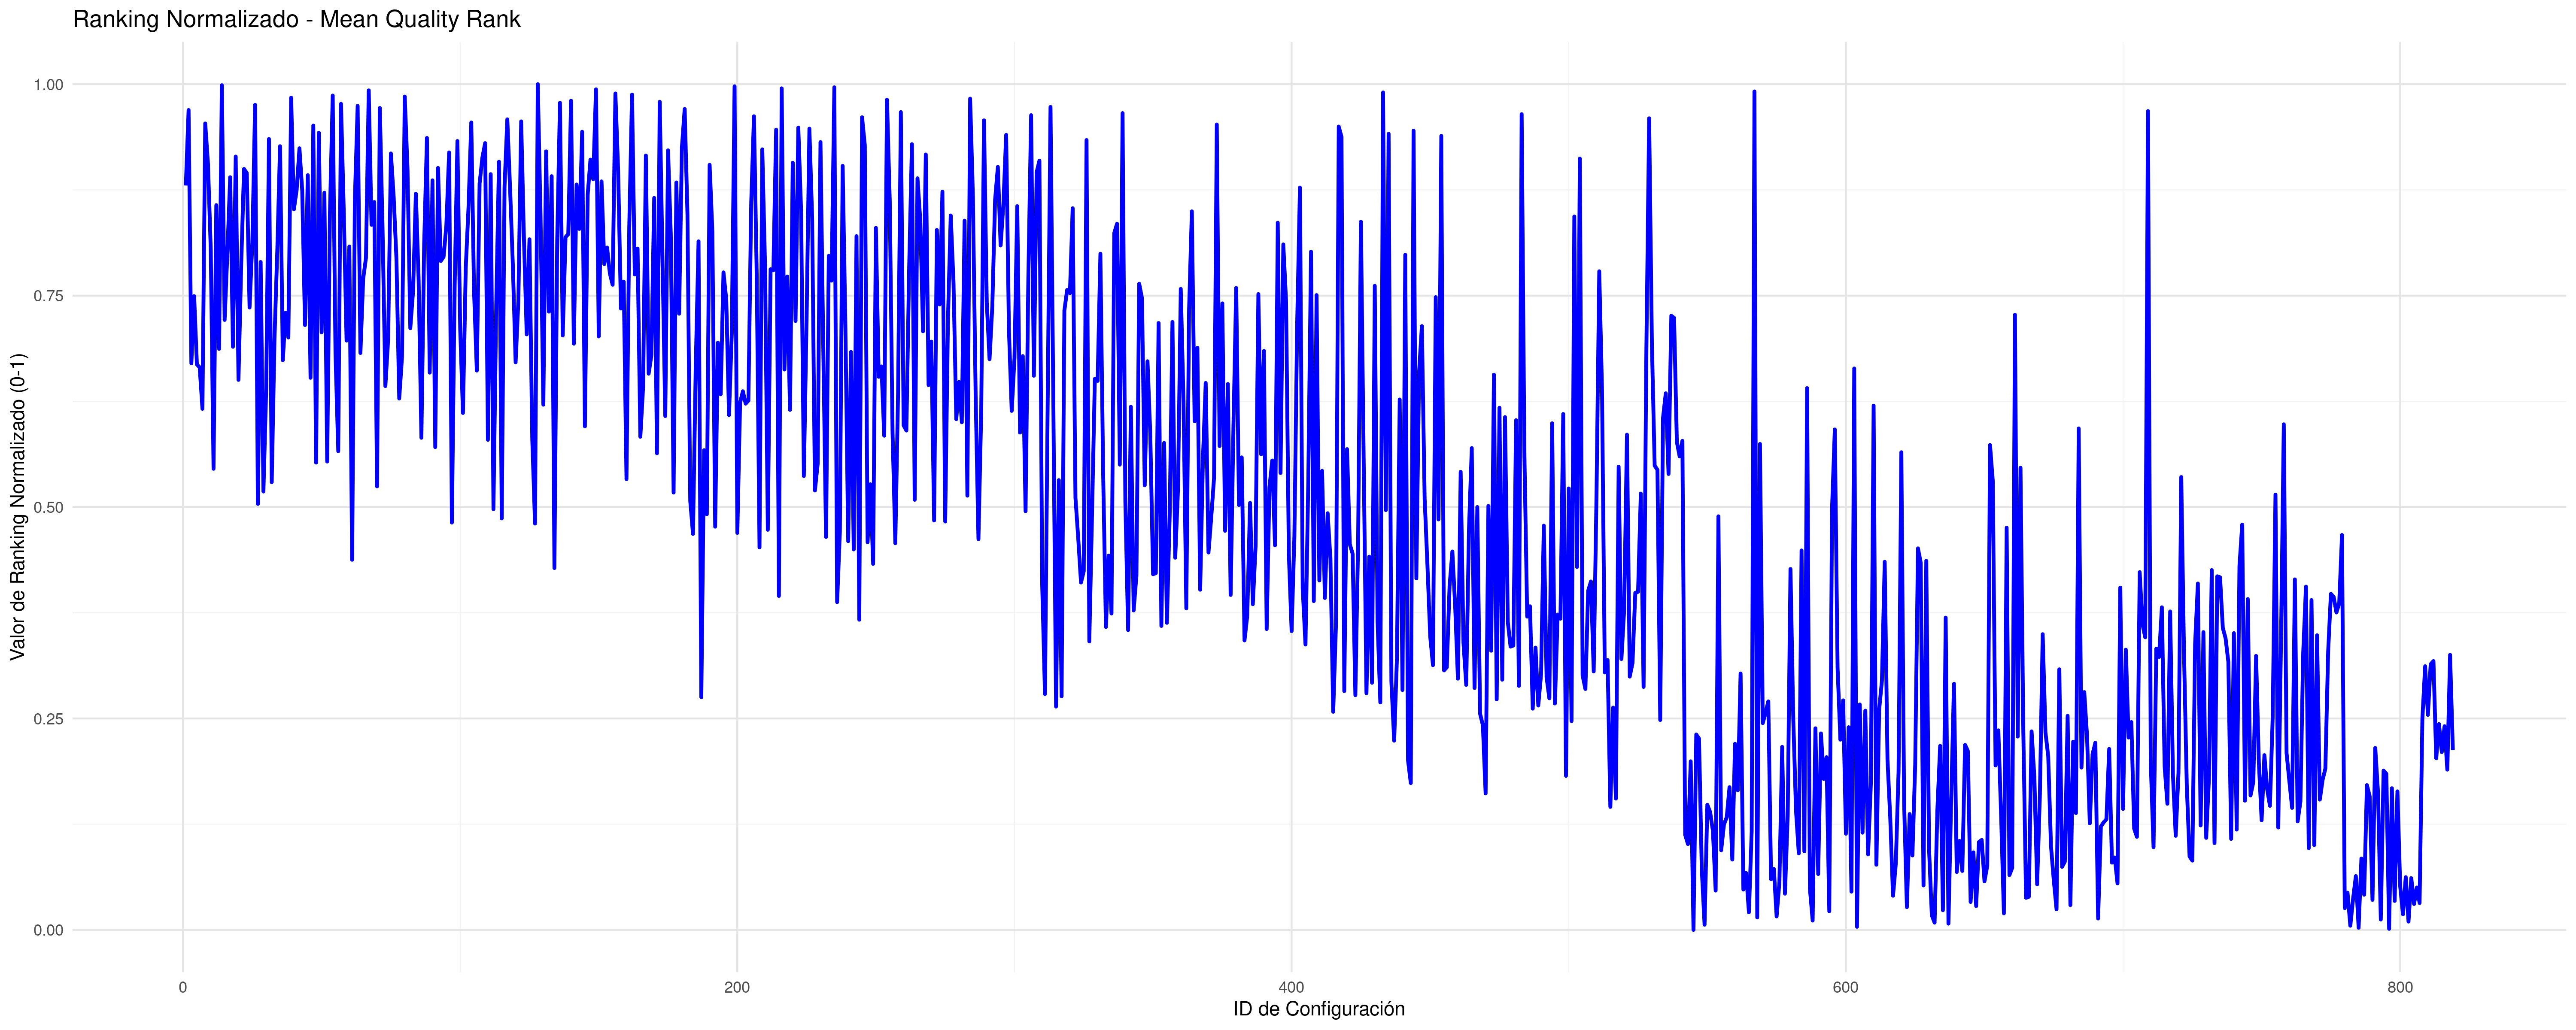 Ranking Normalizado - Mean Quality Rank
Valor de Ranking Normalizado (0-1)
1.00
0.75
0.50
0.25
0.00
0 200 400 600 800
ID de Configuración